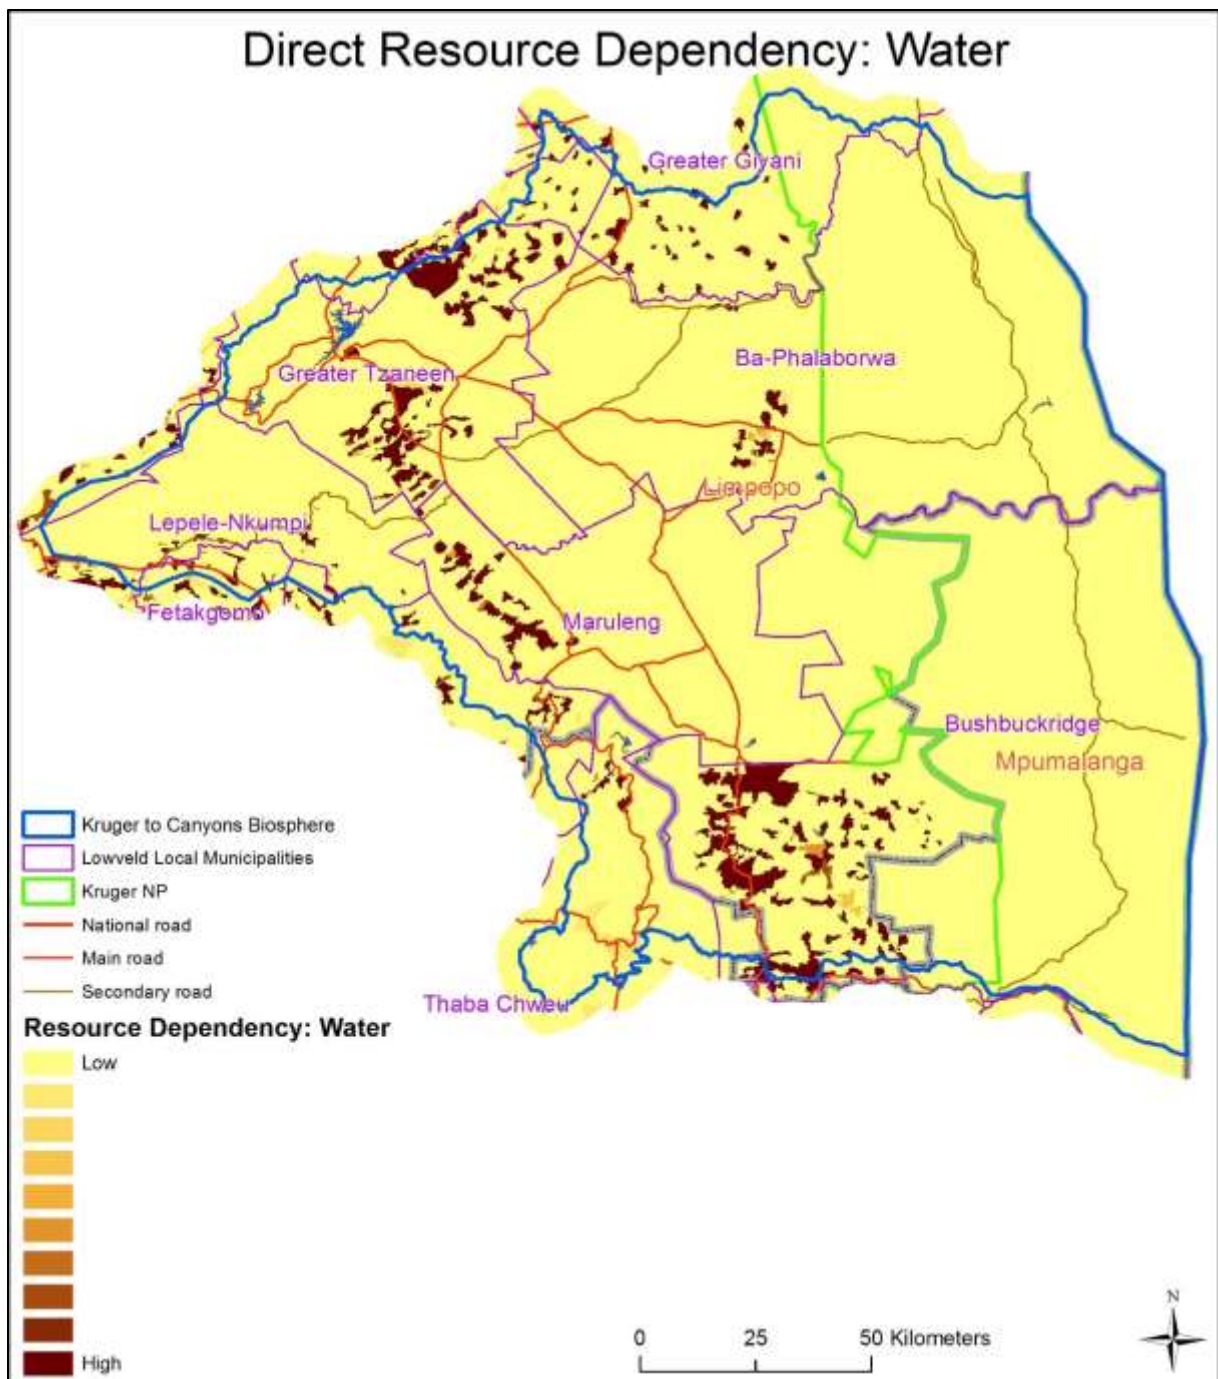 Direct Resource Dependency: Water
Greater Giyani
Ba-Phalaborwa
Greater Tzaneen
Limpopo
Lepele-Nkumpi
Fetakgomo
Maruleng
Bushbuckridge
Mpumalanga
Kruger to Canyons Biosphere
Lowveld Local Municipalities
Kruger NP
National road
Main road
Secondary road
Thaba Chweu
Resource Dependency: Water
Low
High
N
0 25 50 Kilometers